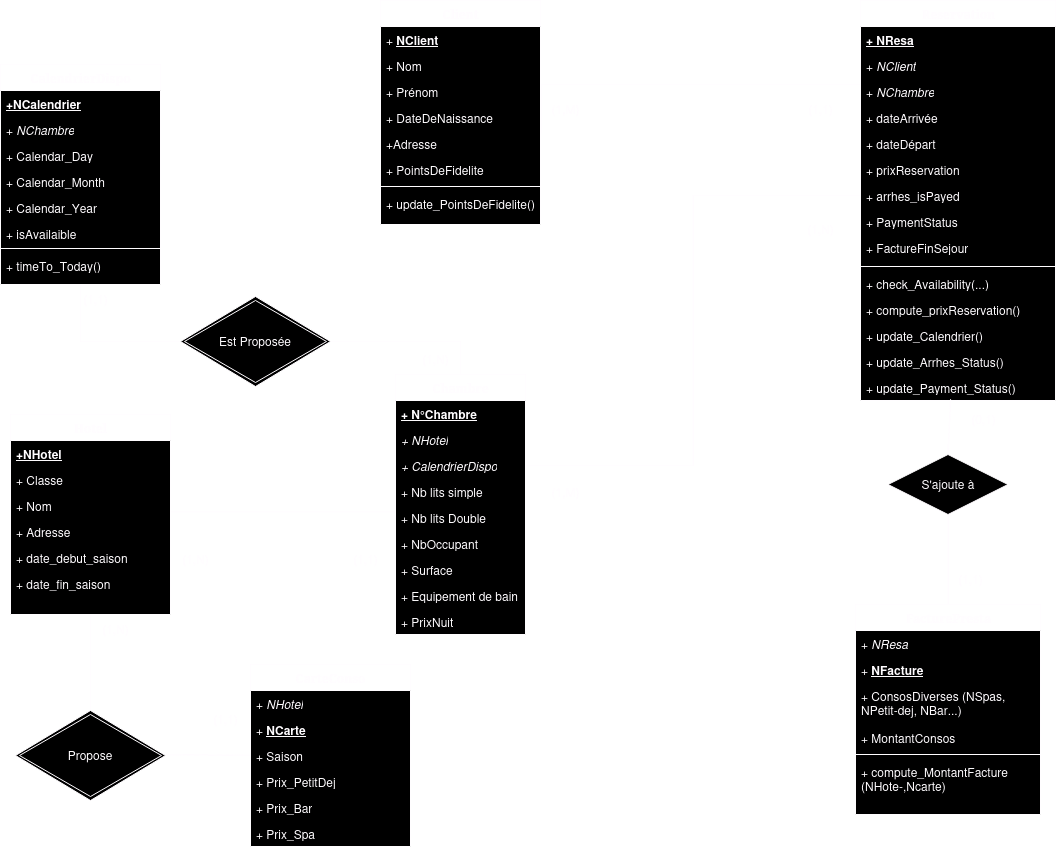 + NClient
+ Nom
+ Prénom
+ DateDeNaissance
+Adresse
+ PointsDeFidelite
+ update_PointsDeFidelite()
+ NResa
+ NClient
+ NChambre
+ dateArrivée
+ dateDépart
+ prixReservation
+ arrhes_isPayed
+ PaymentStatus
+ FactureFinSejour
+ check_Availability(...)
+ compute_prixReservation()
+ update_Calendrier()
+ update_Arrhes_Status()
+ update_Payment_Status()
+NCalendrier
+ NChambre
+ Calendar_Day
+ Calendar_Month
+ Calendar_Year
+ isAvailaible
+ timeTo_Today()
Est Proposée
+ N°Chambre
+ NHotel
+ CalendrierDispo
+ Nb lits simple
+ Nb lits Double
+ NbOccupant
+ Surface
+ Equipement de bain
+ PrixNuit
+NHotel
+ Classe
+ Nom
+ Adresse
+ date_debut_saison
+ date_fin_saison
S'ajoute à
+ NResa
+ NFacture
+ ConsosDiverses (NSpas,
NPetit-dej, NBar...)
+ MontantConsos
+ compute_MontantFacture
(NHote-,Ncarte)
+ NHotel
+ NCarte
+ Saison
+ Prix_PetitDej
+ Prix_Bar
+ Prix_Spa
Propose